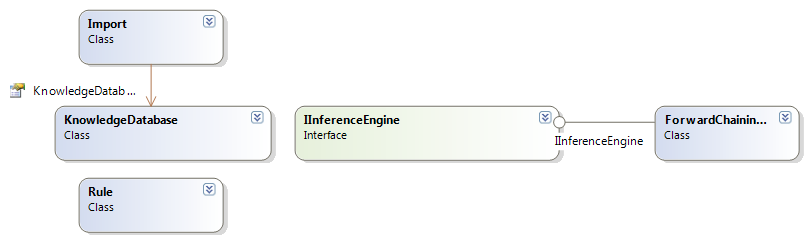 Import
Class
KnowledgeDatab...
KnowledgeDatabase
Class
IInferenceEngine
Interface
IInferenceEngine
ForwardChainin...
Class
Rule
Class